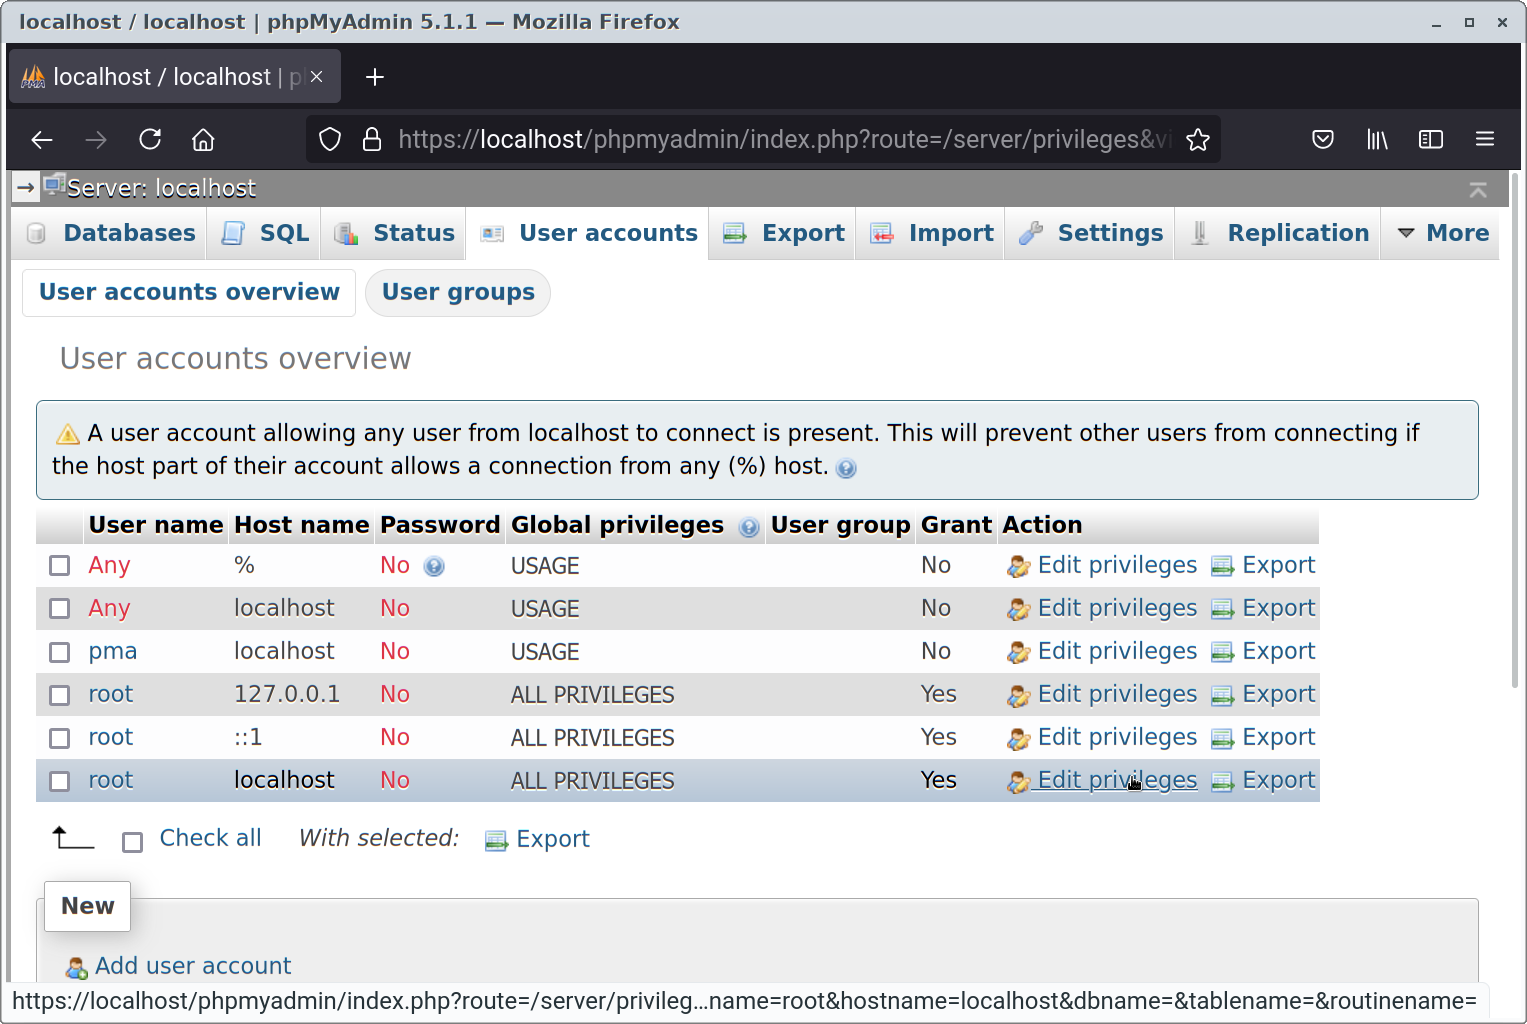 localhost / localhost | phpMyAdmin 5.1.1 — Mozilla Firefox
localhost / localhost | p
https://localhost/phpmyadmin/index.php?route=/server/privileges&vi
Server: localhost
Databases SQL Status User accounts Export Import Settings Replication More
User accounts overview User groups
User accounts overview
A user account allowing any user from localhost to connect is present. This will prevent other users from connecting if
the host part of their account allows a connection from any (%) host.
User name Host name Password Global privileges User group Grant Action
Any % No USAGE No Edit privileges Export
Any localhost No USAGE No Edit privileges Export
pma localhost No USAGE No Edit privileges Export
root 127.0.0.1 No ALL PRIVILEGES Yes Edit privileges Export
root ::1 No ALL PRIVILEGES Yes Edit privileges Export
root localhost No ALL PRIVILEGES Yes Edit privileges Export
Check all With selected: Export
New
Add user account
https://localhost/phpmyadmin/index.php?route=/server/privileg…name=root&hostname=localhost&dbname=&tablename=&routinename=